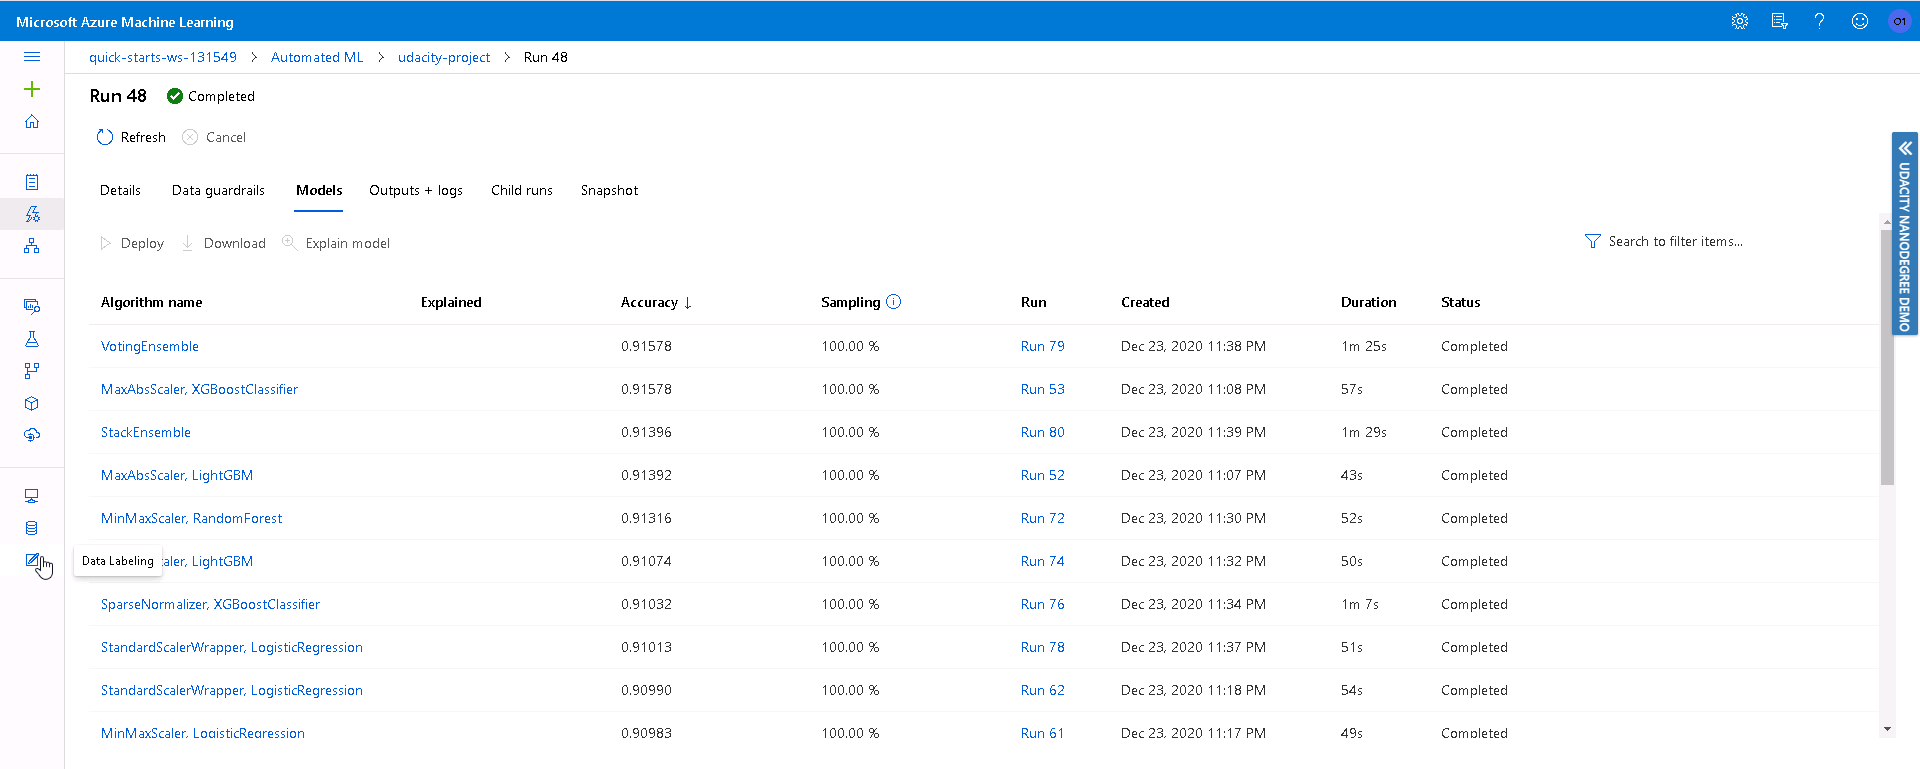 Microsoft Azure Machine Learning
O1
quick-starts-ws-131549 > Automated ML > udacity-project > Run 48
Run 48 Completed
Refresh Cancel
Details Data guardrails Models Outputs + logs Child runs Snapshot
Deploy Download Explain model Search to filter items...
UDACITY NANODEGREE DEMO
Algorithm name Explained Accuracy ↓ Sampling Run Created Duration Status
VotingEnsemble 0.91578 100.00 % Run 79 Dec 23, 2020 11:38 PM 1m 25s Completed
MaxAbsScaler, XGBoostClassifier 0.91578 100.00 % Run 53 Dec 23, 2020 11:08 PM 57s Completed
StackEnsemble 0.91396 100.00 % Run 80 Dec 23, 2020 11:39 PM 1m 29s Completed
MaxAbsScaler, LightGBM 0.91392 100.00 % Run 52 Dec 23, 2020 11:07 PM 43s Completed
MinMaxScaler, RandomForest 0.91316 100.00 % Run 72 Dec 23, 2020 11:30 PM 52s Completed
Data Labeling
caler, LightGBM 0.91074 100.00 % Run 74 Dec 23, 2020 11:32 PM 50s Completed
SparseNormalizer, XGBoostClassifier 0.91032 100.00 % Run 76 Dec 23, 2020 11:34 PM 1m 7s Completed
StandardScalerWrapper, LogisticRegression 0.91013 100.00 % Run 78 Dec 23, 2020 11:37 PM 51s Completed
StandardScalerWrapper, LogisticRegression 0.90990 100.00 % Run 62 Dec 23, 2020 11:18 PM 54s Completed
MinMaxScaler, LogisticRegression 0.90983 100.00 % Run 61 Dec 23, 2020 11:17 PM 49s Completed